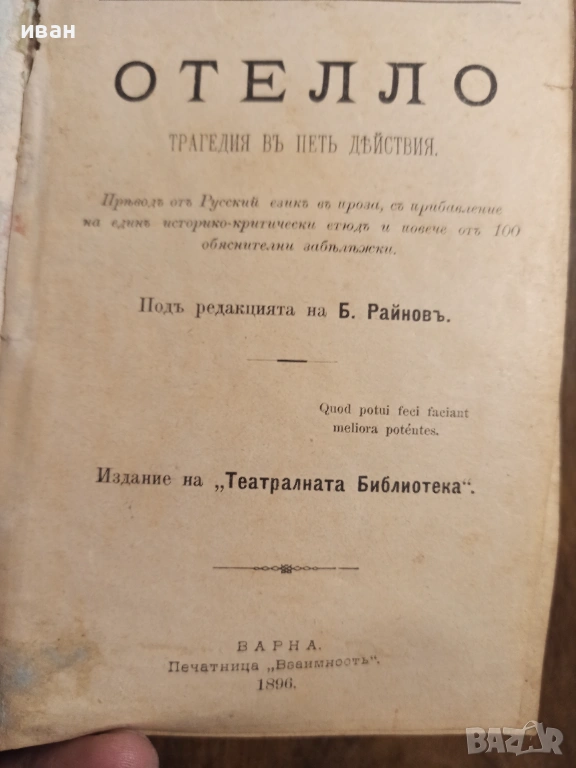 иван
ОТЕЛЛО
ТРАГЕДИЯ ВЪ ПЕТЬ ДѢЙСТВИЯ.
Прѣводъ отъ Русский езикъ въ проза, съ прибавление
на единъ историко-критически етюдъ и повече отъ 100
обяснителни забѣлѣжки.
Подъ редакцията на Б. Райновъ.
Quod potui feci faciant
meliora poténtes.
Издание на „Театралната Библиотека“.
ВАРНА.
Печатница „Взаимность“.
1896.
BAZAR